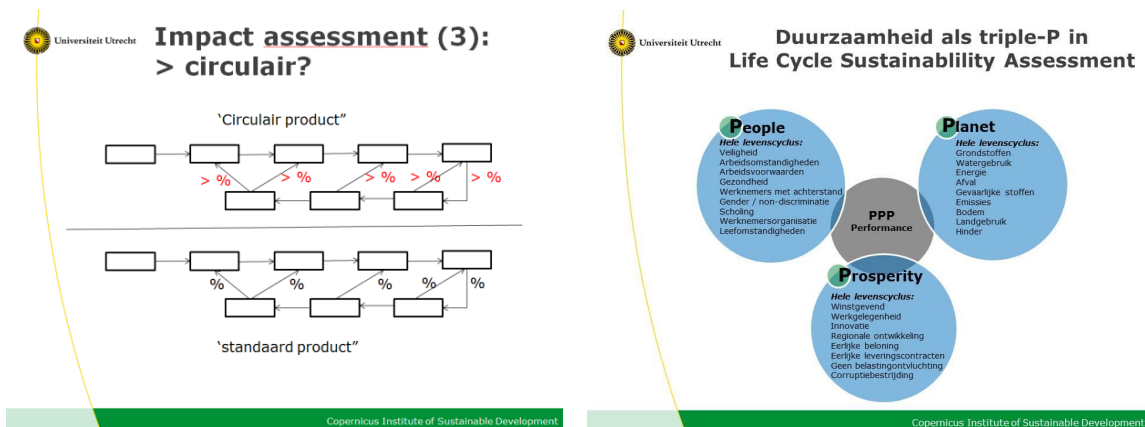 Universiteit Utrecht
Impact assessment (3):
> circulair?
'Circulair product"
> %
> %
> %
> %
> %
%
%
%
%
%
'standaard product"
Copernicus Institute of Sustainable Development
Universiteit Utrecht
Duurzaamheid als triple-P in
Life Cycle Sustainablility Assessment
People
Hele levenscyclus:
Veiligheid
Arbeidsomstandigheden
Arbeidsvoorwaarden
Gezondheid
Werknemers met achterstand
Gender / non-discriminatie
Scholing
Werknemersorganisatie
Leefomstandigheden
Planet
Hele levenscyclus:
Grondstoffen
Watergebruik
Energie
Afval
Gevaarlijke stoffen
Emissies
Bodem
Landgebruik
Hinder
PPP
Performance
Prosperity
Hele levenscyclus:
Winstgevend
Werkgelegenheid
Innovatie
Regionale ontwikkeling
Eerlijke beloning
Eerlijke leveringscontracten
Geen belastingontvluchting
Corruptiebestrijding
Copernicus Institute of Sustainable Development